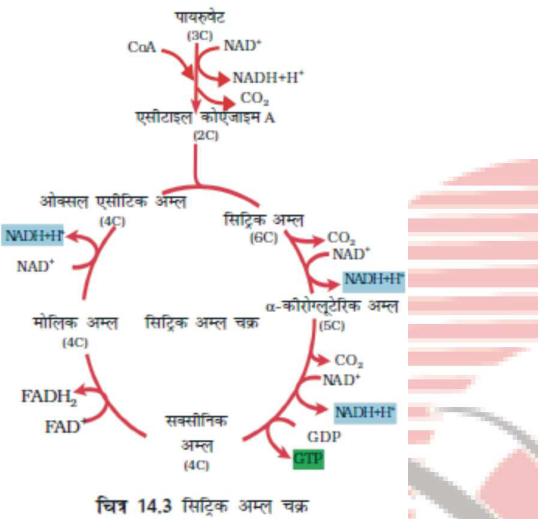 पायरुवेट
(3C)
CoA
NAD⁺
NADH+H⁺
CO₂
एसीटाइल कोएंजाइम A
(2C)
ओक्सल एसीटिक अम्ल
(4C)
सिट्रिक अम्ल
(6C)
NADH+H⁺
NAD⁺
CO₂
NAD⁺
NADH+H⁺
α-कीरोग्लूटेरिक अम्ल
(5C)
मोलिक अम्ल
(4C)
सिट्रिक अम्ल चक्र
CO₂
NAD⁺
NADH+H⁺
FADH₂
FAD⁺
सक्सीनिक
अम्ल
(4C)
GDP
GTP
चित्र 14.3 सिट्रिक अम्ल चक्र